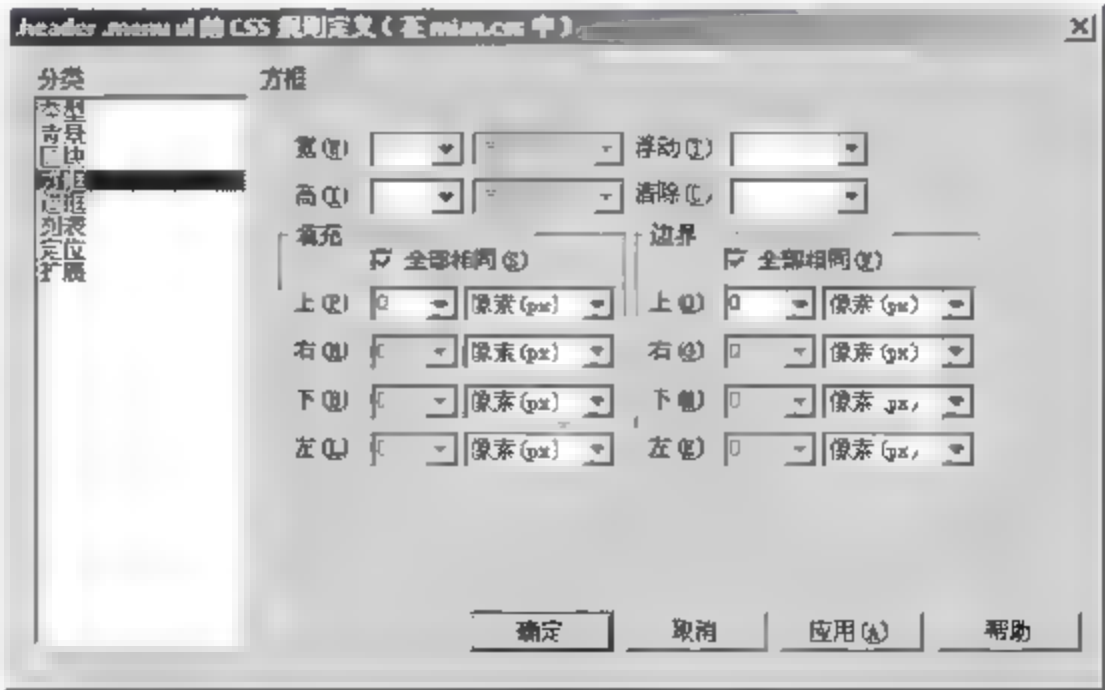 .header .menu ul 的 CSS 规则定义（在 mian.css 中）
分类 方框
类型
背景
区块
方框
边框
列表
定位
扩展
宽(W) 浮动(T)
高(I) 清除(C)
填充 边界
全部相同(S) 全部相同(Y)
上(P) 0 像素(px) 上(O) 0 像素(px)
右(R) 0 像素(px) 右(G) 0 像素(px)
下(B) 0 像素(px) 下(M) 0 像素(px)
左(L) 0 像素(px) 左(E) 0 像素(px)
确定 取消 应用(A) 帮助